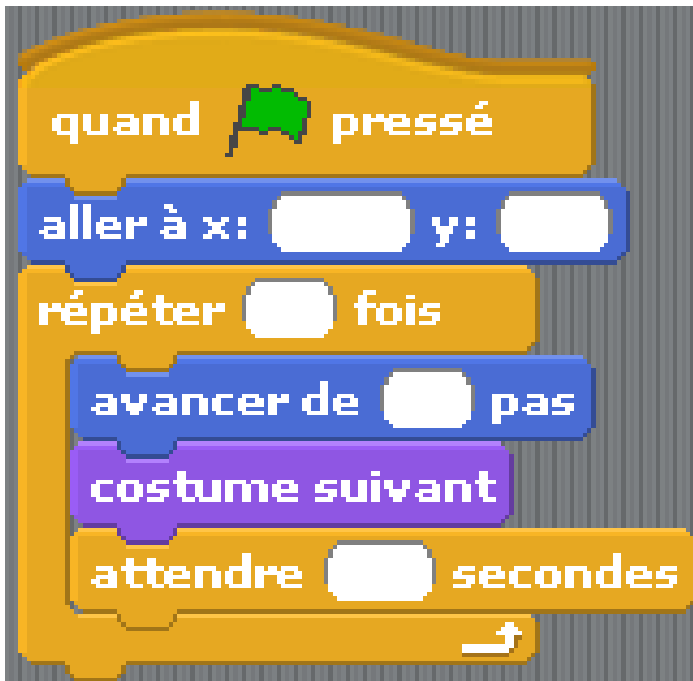 quand pressé
aller à x: y:
répéter fois
avancer de pas
costume suivant
attendre secondes